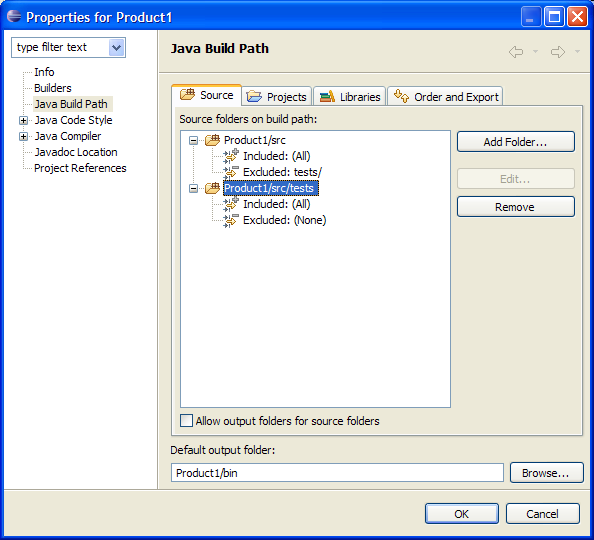 Properties for Product1
type filter text
Info
Builders
Java Build Path
Java Code Style
Java Compiler
Javadoc Location
Project References
Java Build Path
Source
Projects
Libraries
Order and Export
Source folders on build path:
Product1/src
Included: (All)
Excluded: tests/
Product1/src/tests
Included: (All)
Excluded: (None)
Add Folder...
Edit...
Remove
Allow output folders for source folders
Default output folder:
Product1/bin
Browse...
OK
Cancel